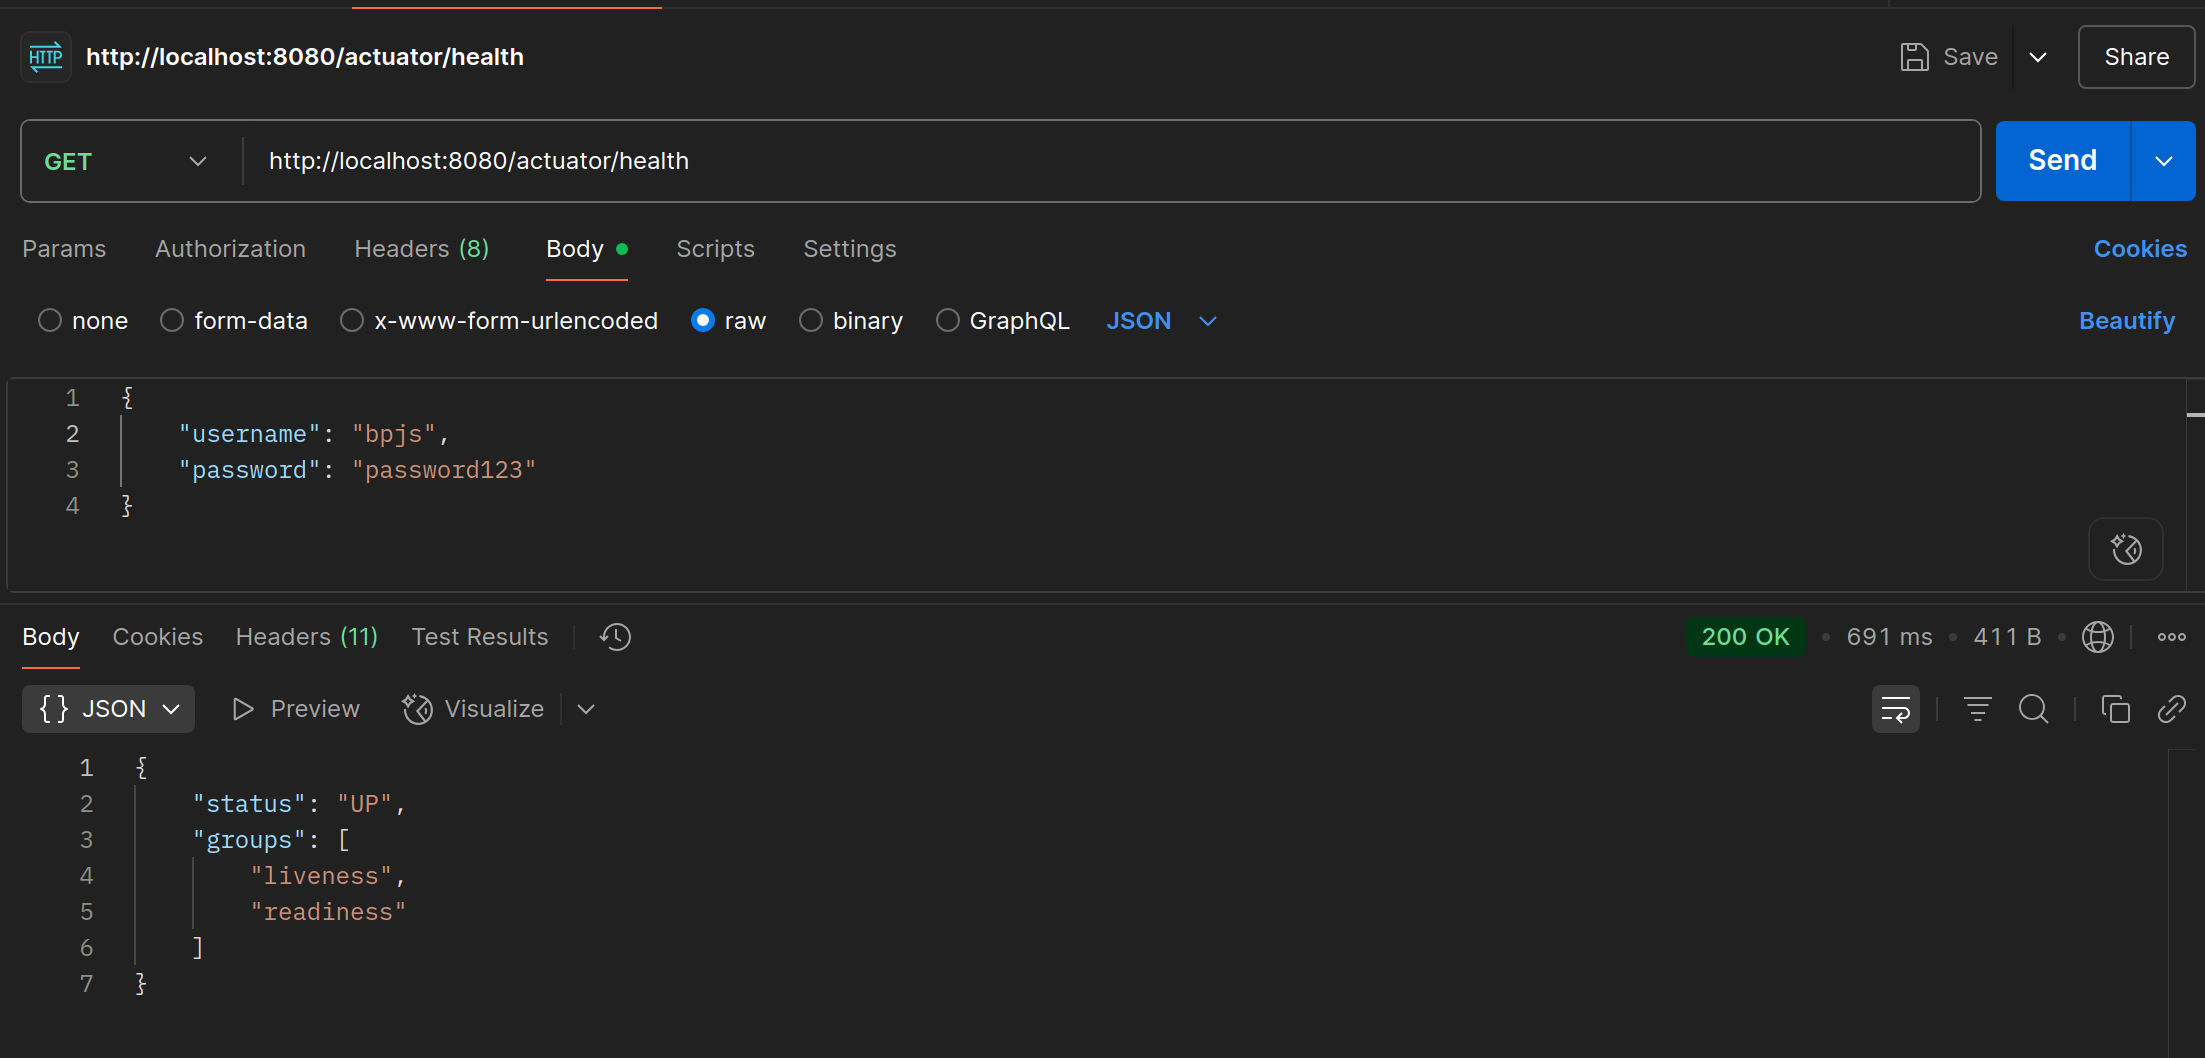 HTTP http://localhost:8080/actuator/health Save Share
GET http://localhost:8080/actuator/health Send
Params Authorization Headers (8) Body Scripts Settings Cookies
none form-data x-www-form-urlencoded raw binary GraphQL JSON Beautify
1 {
2 "username": "bpjs",
3 "password": "password123"
4 }
Body Cookies Headers (11) Test Results 200 OK • 691 ms • 411 B •
{} JSON Preview Visualize
1 {
2 "status": "UP",
3 "groups": [
4 "liveness",
5 "readiness"
6 ]
7 }